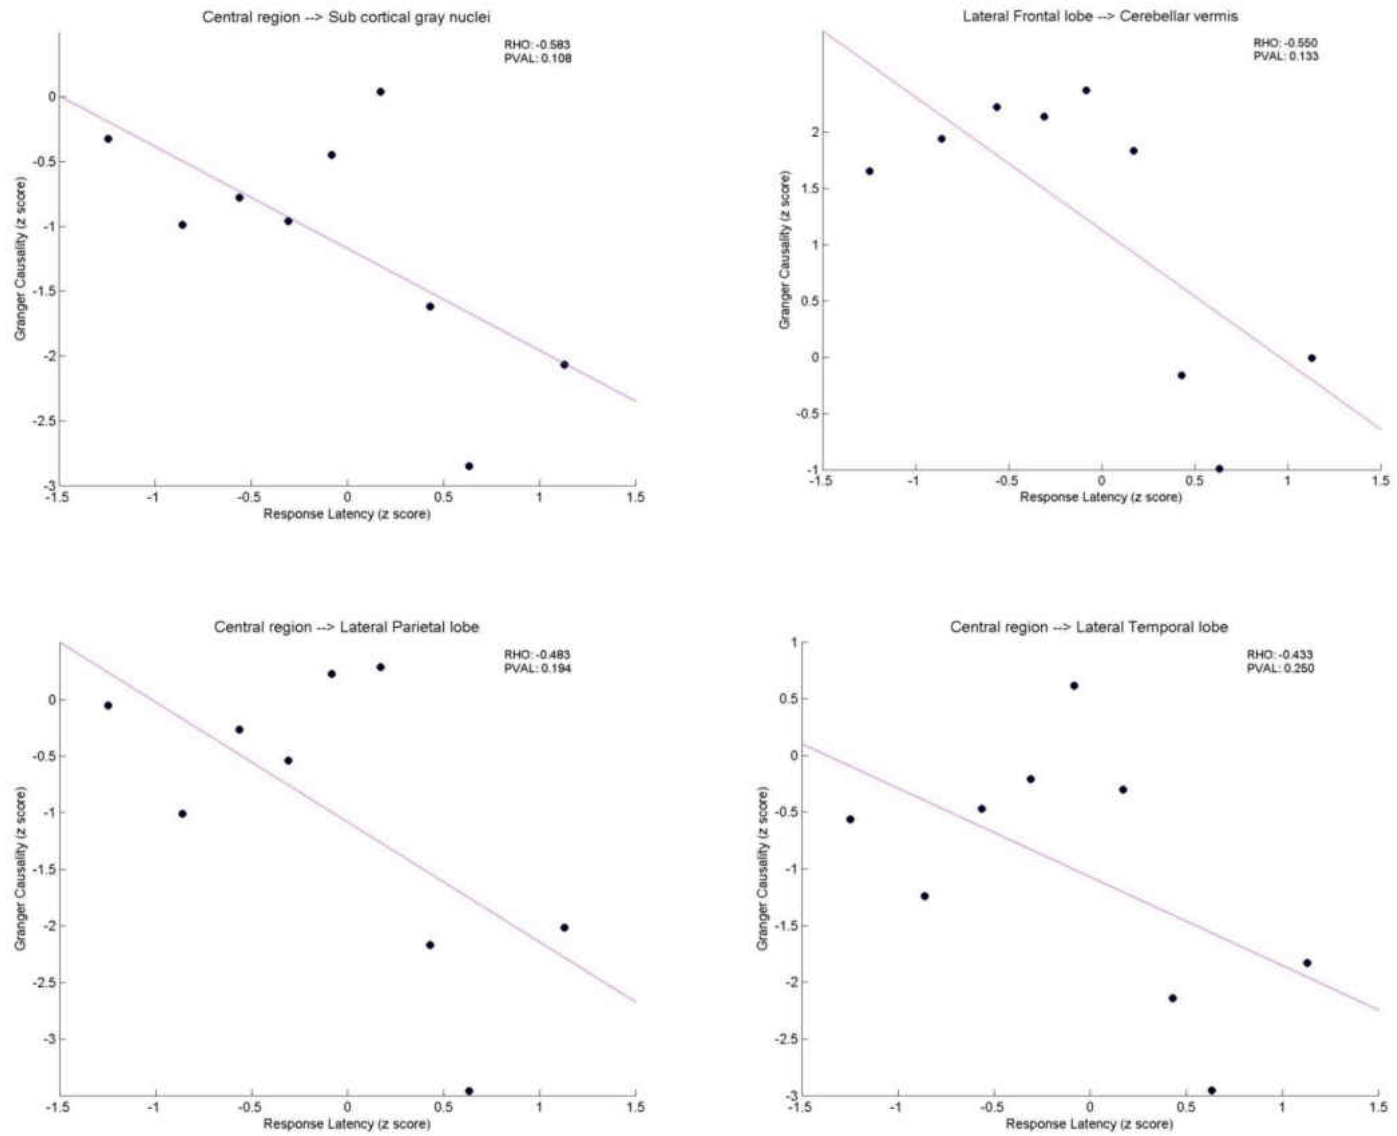 Central region --> Sub cortical gray nuclei
RHO: -0.583
PVAL: 0.108
0
-0.5
-1
-1.5
-2
-2.5
-3
Granger Causality (z score)
-1.5 -1 -0.5 0 0.5 1 1.5
Response Latency (z score)
Lateral Frontal lobe --> Cerebellar vermis
RHO: -0.550
PVAL: 0.133
2
1.5
1
0.5
0
-0.5
-1
Granger Causality (z score)
-1.5 -1 -0.5 0 0.5 1 1.5
Response Latency (z score)
Central region --> Lateral Parietal lobe
RHO: -0.483
PVAL: 0.194
0
-0.5
-1
-1.5
-2
-2.5
-3
Granger Causality (z score)
-1.5 -1 -0.5 0 0.5 1 1.5
Response Latency (z score)
Central region --> Lateral Temporal lobe
RHO: -0.433
PVAL: 0.250
1
0.5
0
-0.5
-1
-1.5
-2
-2.5
-3
Granger Causality (z score)
-1.5 -1 -0.5 0 0.5 1 1.5
Response Latency (z score)